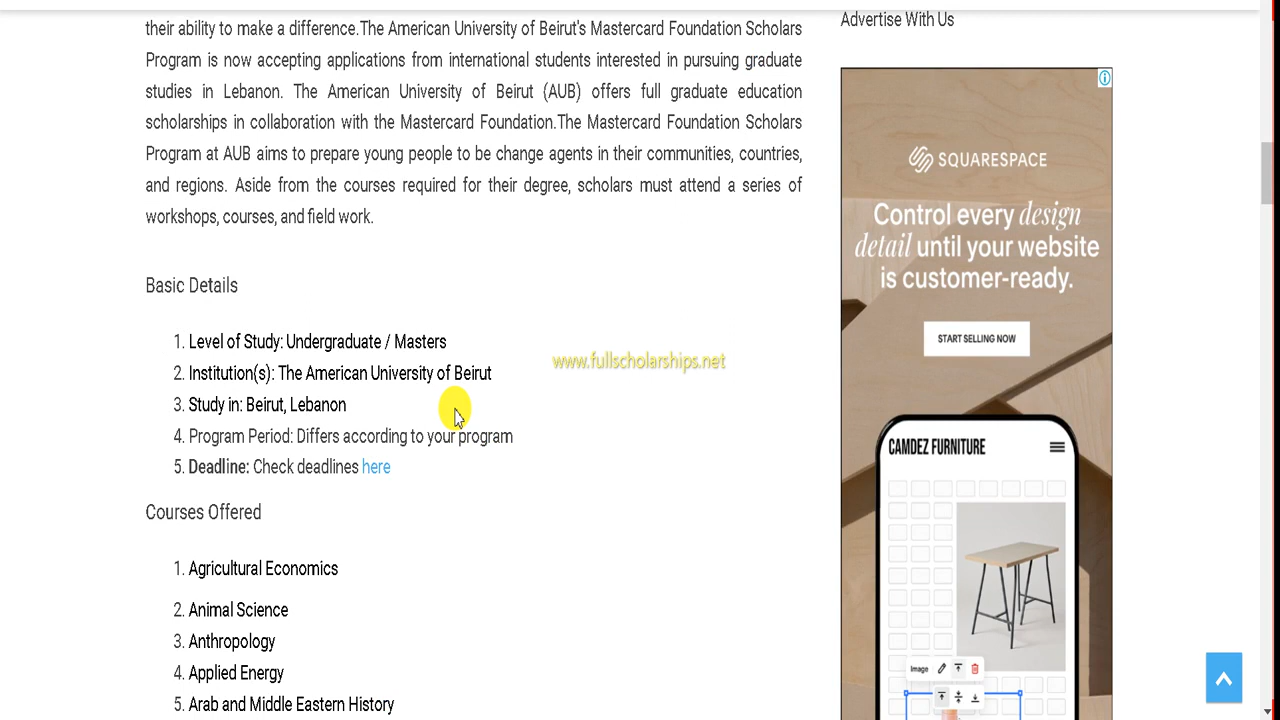 their ability to make a difference.The American University of Beirut's Mastercard Foundation Scholars
Program is now accepting applications from international students interested in pursuing graduate
studies in Lebanon. The American University of Beirut (AUB) offers full graduate education
scholarships in collaboration with the Mastercard Foundation.The Mastercard Foundation Scholars
Program at AUB aims to prepare young people to be change agents in their communities, countries,
and regions. Aside from the courses required for their degree, scholars must attend a series of
workshops, courses, and field work.
Basic Details
1. Level of Study: Undergraduate / Masters
2. Institution(s): The American University of Beirut
3. Study in: Beirut, Lebanon
4. Program Period: Differs according to your program
5. Deadline: Check deadlines here
www.fullscholarships.net
Courses Offered
1. Agricultural Economics
2. Animal Science
3. Anthropology
4. Applied Energy
5. Arab and Middle Eastern History
Advertise With Us
SQUARESPACE
Control every design
detail until your website
is customer-ready.
START SELLING NOW
CAMDEZ FURNITURE
Image